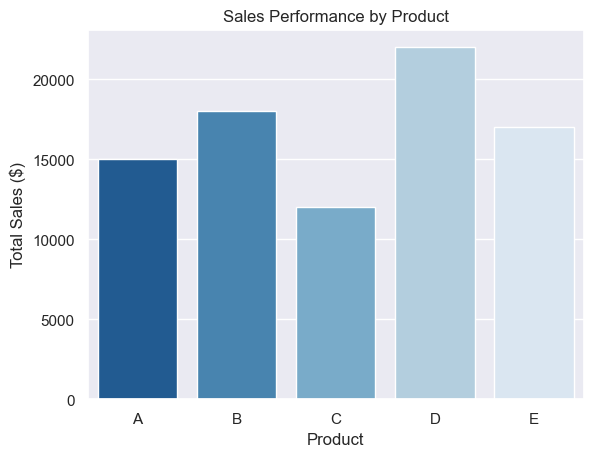 Sales Performance by Product
Total Sales ($)
20000
15000
10000
5000
0
A B C D E
Product